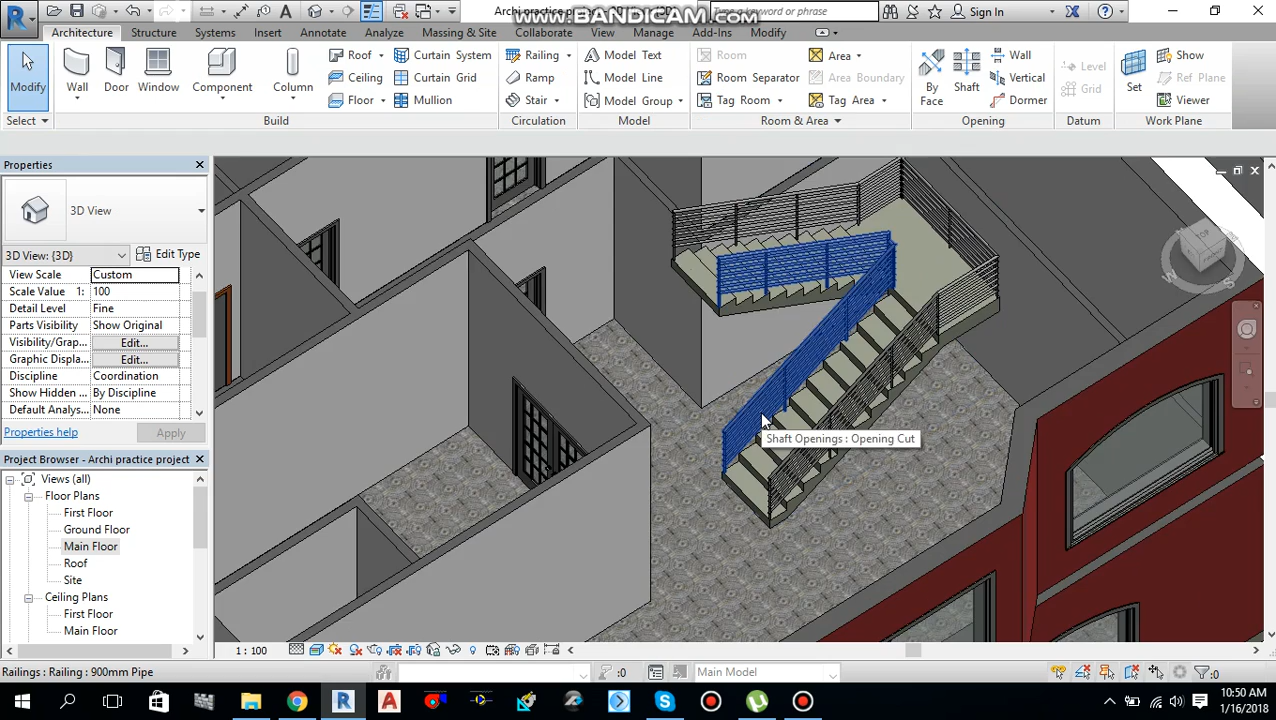 Archi practice p
www.BANDICAM.com
or phrase
Sign In
Architecture
Structure
Systems
Insert
Annotate
Analyze
Massing & Site
Collaborate
View
Manage
Add-Ins
Modify
Modify
Wall
Door
Window
Component
Column
Roof
Ceiling
Floor
Curtain System
Curtain Grid
Mullion
Railing
Ramp
Stair
Model Text
Model Line
Model Group
Room
Room Separator
Tag Room
Area
Area Boundary
Tag Area
By
Face
Shaft
Wall
Vertical
Dormer
Level
Grid
Set
Show
Ref Plane
Viewer
Select
Build
Circulation
Model
Room & Area
Opening
Datum
Work Plane
Properties
3D View
3D View: {3D}
Edit Type
View Scale Custom
Scale Value 1: 100
Detail Level Fine
Parts Visibility Show Original
Visibility/Grap... Edit...
Graphic Displa... Edit...
Discipline Coordination
Show Hidden ... By Discipline
Default Analys... None
Properties help
Apply
Project Browser - Archi practice project
Views (all)
Floor Plans
First Floor
Ground Floor
Main Floor
Roof
Site
Ceiling Plans
First Floor
Main Floor
TOP
W
S
Shaft Openings : Opening Cut
1 : 100
Railings : Railing : 900mm Pipe
:0
Main Model
:0
10:50 AM
1/16/2018